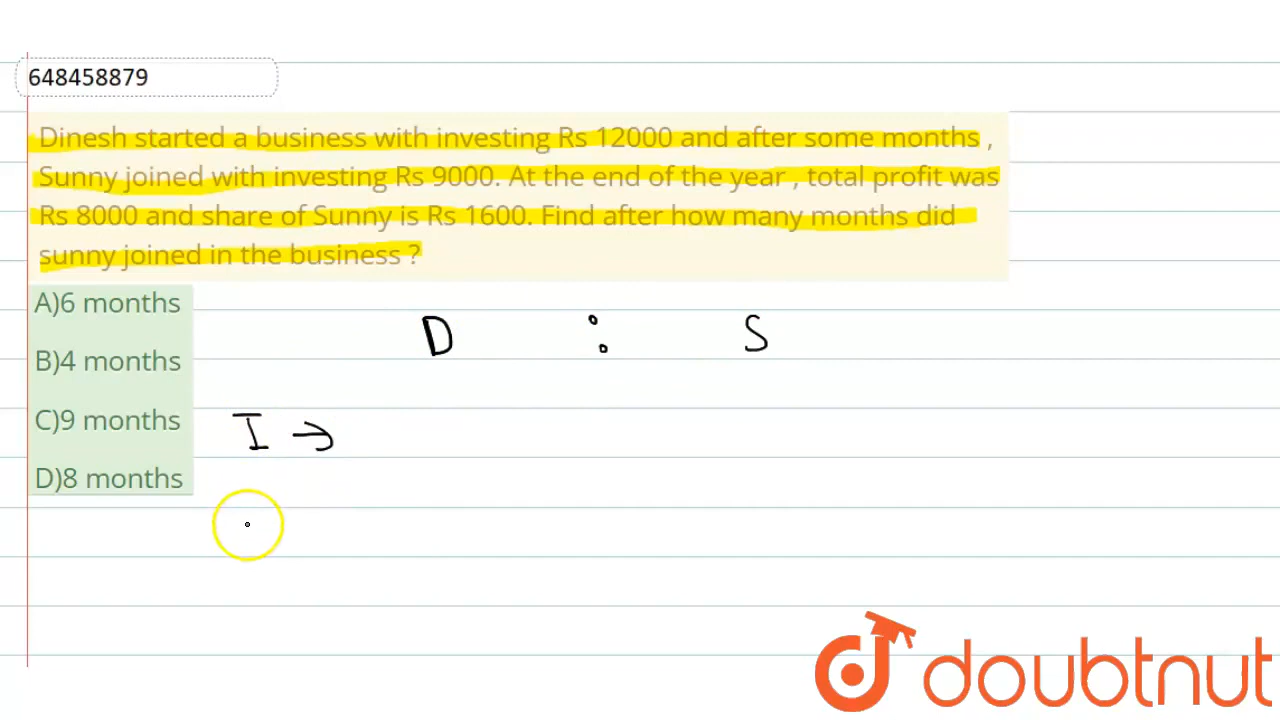 648458879
Dinesh started a business with investing Rs 12000 and after some months ,
Sunny joined with investing Rs 9000. At the end of the year , total profit was
Rs 8000 and share of Sunny is Rs 1600. Find after how many months did
sunny joined in the business ?
A)6 months
B)4 months
C)9 months
D)8 months
D : S
I →
doubtnut